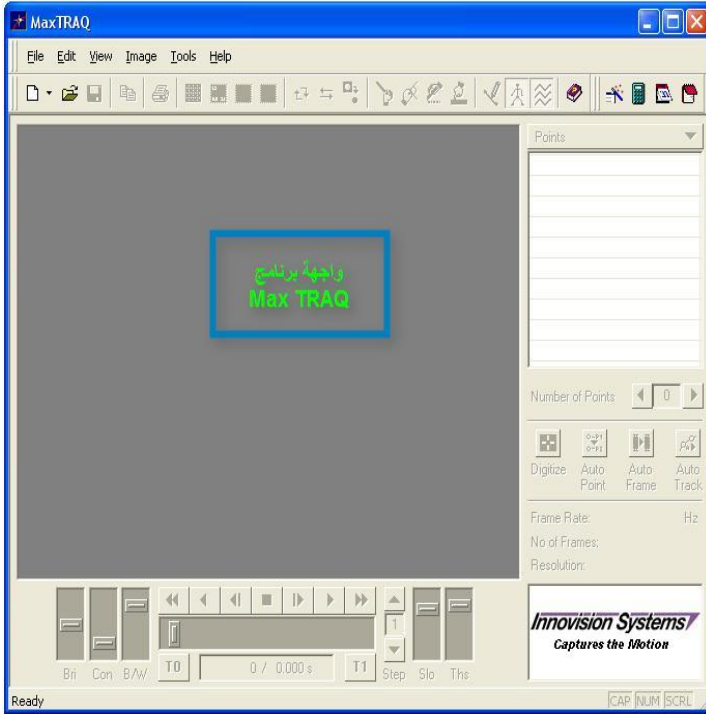 MaxTRAQ
File Edit View Image Tools Help
Points
واجهة برنامج
Max TRAQ
Number of Points 0
Digitize Auto Point Auto Frame Auto Track
Frame Rate: Hz
No of Frames:
Resolution:
1
T0 0 / 0.000 s T1
Bri Con B/W Step Slo Ths
Innovision Systems
Captures the Motion
Ready CAP NUM SCRL